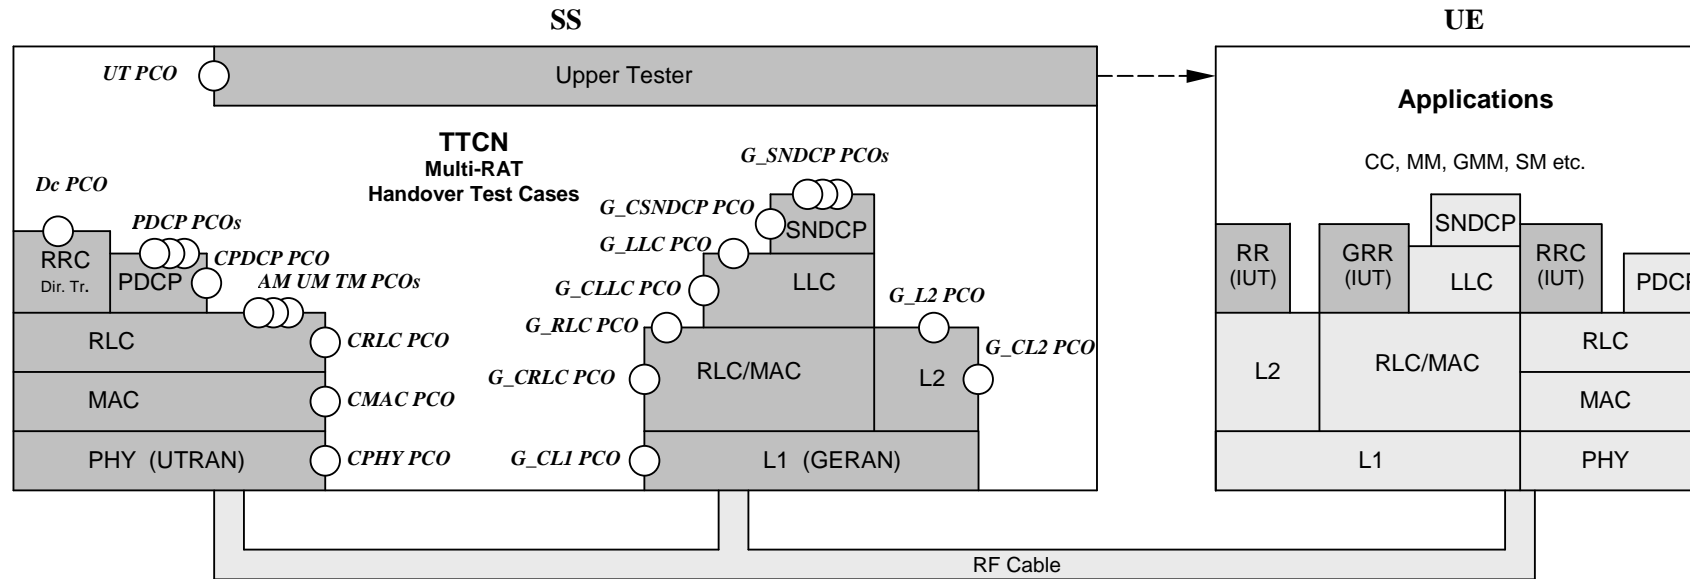 SS
UE
UT PCO
Upper Tester
Applications
CC, MM, GMM, SM etc.
TTCN
Multi-RAT
Handover Test Cases
G_SNDCP PCOs
Dc PCO
PDCP PCOs
G_CSNDCP PCO
SNDCP
SNDCP
CPDCP PCO
G_LLC PCO
RRC
Dir. Tr.
PDCP
AM UM TM PCOs
G_CLLC PCO
LLC
G_L2 PCO
RR
(IUT)
GRR
(IUT)
LLC
RRC
(IUT)
PDCP
RLC
CRLC PCO
G_RLC PCO
G_CL2 PCO
RLC
G_CRLC PCO
RLC/MAC
L2
L2
RLC/MAC
MAC
CMAC PCO
MAC
PHY (UTRAN)
CPHY PCO
G_CL1 PCO
L1 (GERAN)
L1
PHY
RF Cable